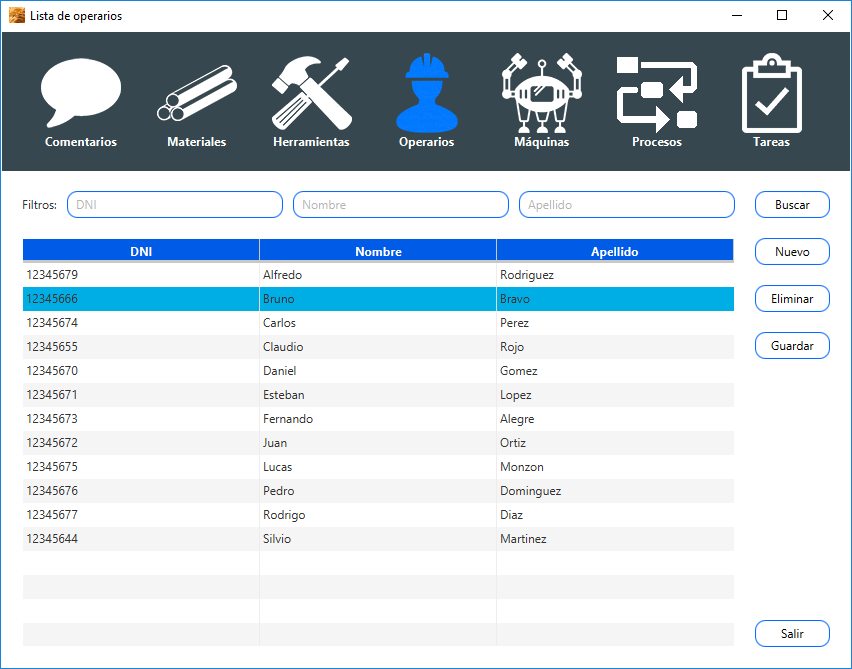 Lista de operarios
Comentarios Materiales Herramientas Operarios Máquinas Procesos Tareas
Filtros: DNI Nombre Apellido Buscar
DNI Nombre Apellido Nuevo
12345679 Alfredo Rodriguez
12345666 Bruno Bravo Eliminar
12345674 Carlos Perez
12345655 Claudio Rojo Guardar
12345670 Daniel Gomez
12345671 Esteban Lopez
12345673 Fernando Alegre
12345672 Juan Ortiz
12345675 Lucas Monzon
12345676 Pedro Dominguez
12345677 Rodrigo Diaz
12345644 Silvio Martinez
Salir